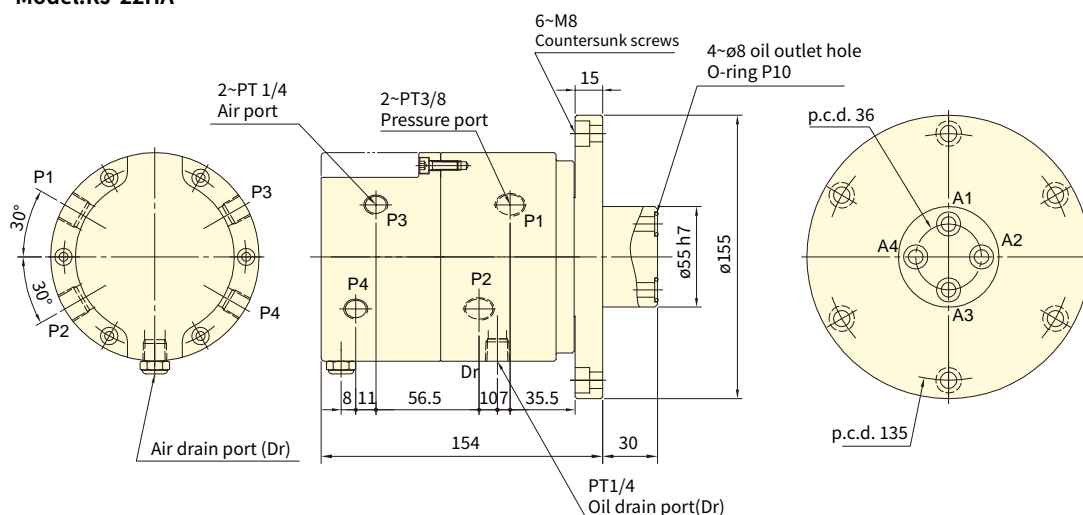 6~M8
Countersunk screws
4~ø8 oil outlet hole
O-ring P10
15
2~PT 1/4
Air port
2~PT3/8
Pressure port
p.c.d. 36
P1
P3
30°
30°
P2
P4
P3
P1
P4
P2
Dr
ø55 h7
ø155
A1
A4
A2
A3
8
11
56.5
10
7
35.5
154
30
Air drain port (Dr)
p.c.d. 135
PT1/4
Oil drain port(Dr)